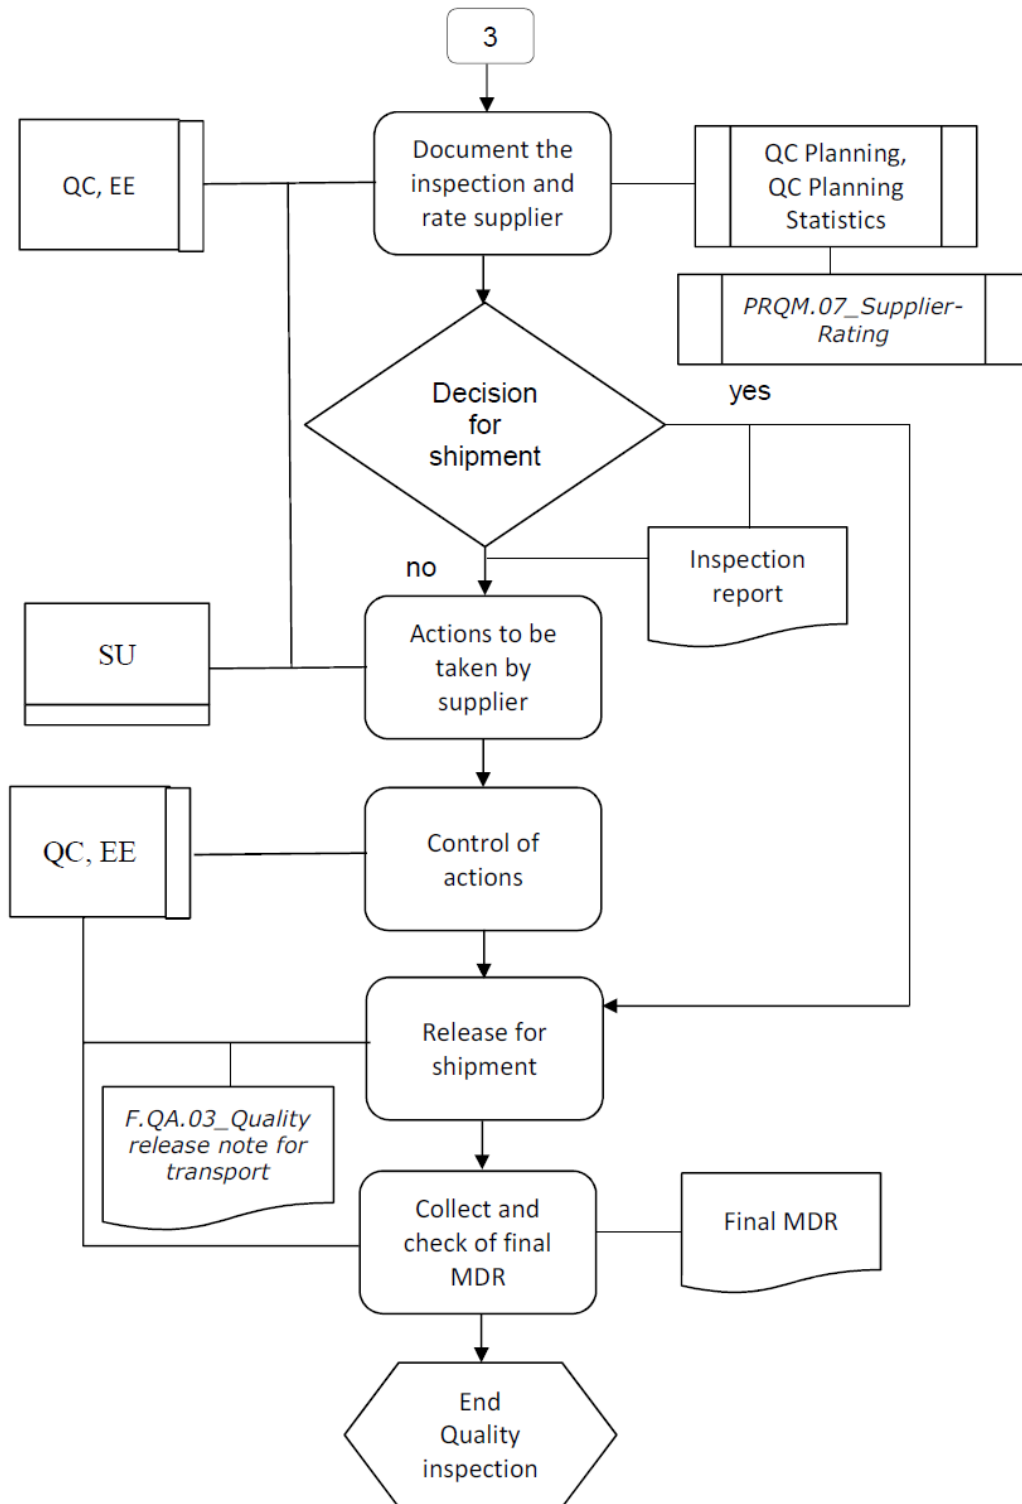 3
QC, EE
Document the
inspection and
rate supplier
QC Planning,
QC Planning
Statistics
PRQM.07_Supplier-
Rating
Decision
for
shipment
yes
no
Inspection
report
SU
Actions to be
taken by
supplier
QC, EE
Control of
actions
Release for
shipment
F.QA.03_Quality
release note for
transport
Collect and
check of final
MDR
Final MDR
End
Quality
inspection